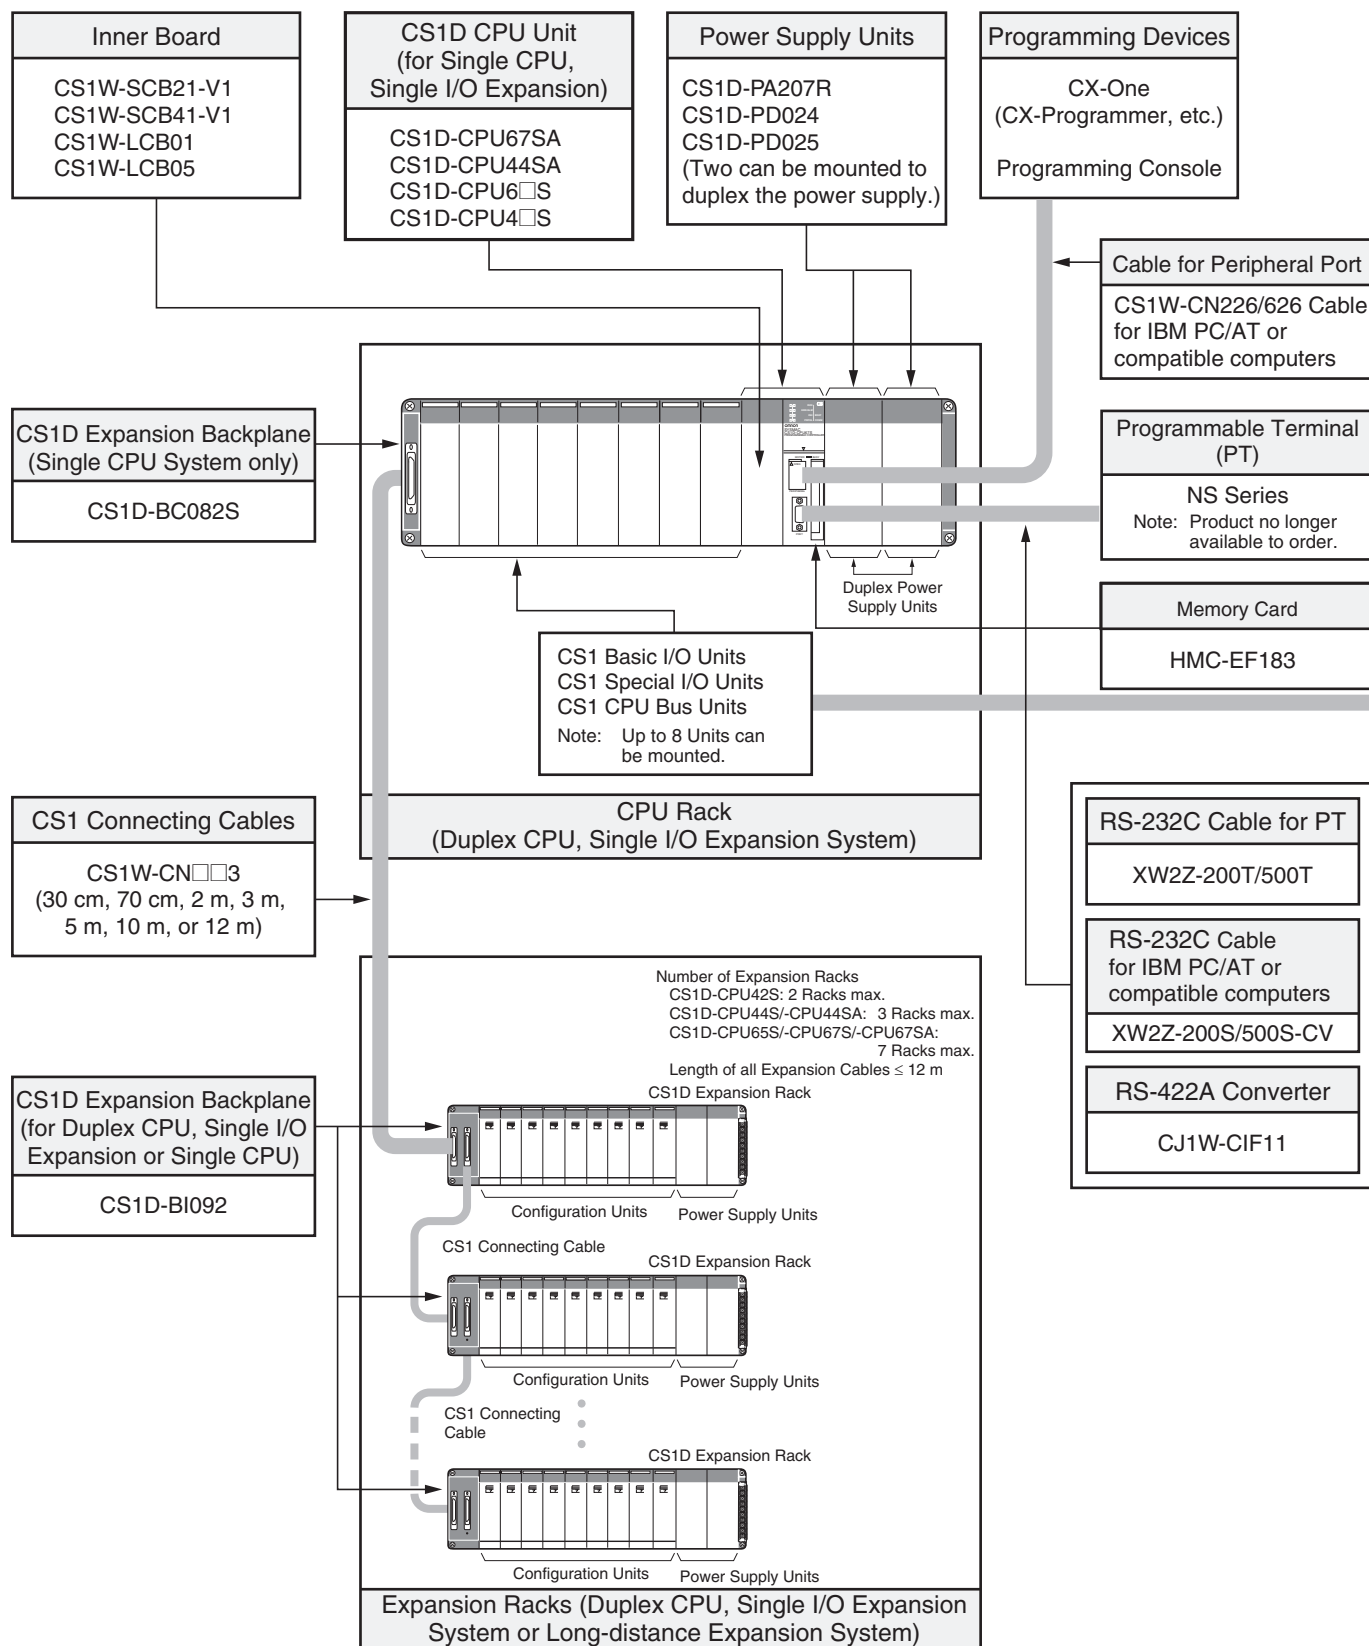 Inner Board
CS1W-SCB21-V1
CS1W-SCB41-V1
CS1W-LCB01
CS1W-LCB05
CS1D CPU Unit
(for Single CPU,
Single I/O Expansion)
CS1D-CPU67SA
CS1D-CPU44SA
CS1D-CPU6□S
CS1D-CPU4□S
Power Supply Units
CS1D-PA207R
CS1D-PD024
CS1D-PD025
(Two can be mounted to
duplex the power supply.)
Programming Devices
CX-One
(CX-Programmer, etc.)
Programming Console
Cable for Peripheral Port
CS1W-CN226/626 Cable
for IBM PC/AT or
compatible computers
CS1D Expansion Backplane
(Single CPU System only)
CS1D-BC082S
Programmable Terminal
(PT)
NS Series
Note: Product no longer
available to order.
Duplex Power
Supply Units
Memory Card
HMC-EF183
CS1 Basic I/O Units
CS1 Special I/O Units
CS1 CPU Bus Units
Note: Up to 8 Units can
be mounted.
CPU Rack
(Duplex CPU, Single I/O Expansion System)
CS1 Connecting Cables
CS1W-CN□□3
(30 cm, 70 cm, 2 m, 3 m,
5 m, 10 m, or 12 m)
RS-232C Cable for PT
XW2Z-200T/500T
RS-232C Cable
for IBM PC/AT or
compatible computers
XW2Z-200S/500S-CV
RS-422A Converter
CJ1W-CIF11
Number of Expansion Racks
CS1D-CPU42S: 2 Racks max.
CS1D-CPU44S/-CPU44SA: 3 Racks max.
CS1D-CPU65S/-CPU67S/-CPU67SA:
7 Racks max.
Length of all Expansion Cables ≤ 12 m
CS1D Expansion Backplane
(for Duplex CPU, Single I/O
Expansion or Single CPU)
CS1D-BI092
CS1D Expansion Rack
Configuration Units
Power Supply Units
CS1 Connecting Cable
CS1D Expansion Rack
Configuration Units
Power Supply Units
CS1 Connecting
Cable
CS1D Expansion Rack
Configuration Units
Power Supply Units
Expansion Racks (Duplex CPU, Single I/O Expansion
System or Long-distance Expansion System)